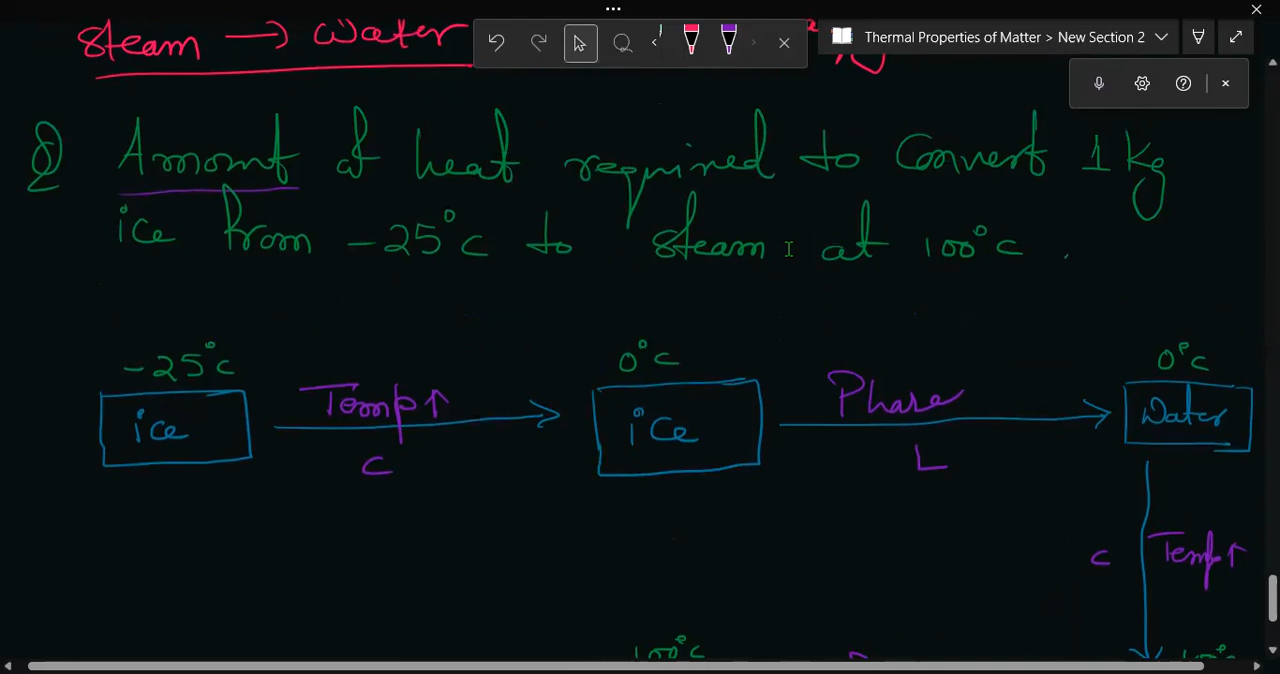 steam → Water
Thermal Properties of Matter > New Section 2
Q Amount of heat required to Convert 1 Kg
ice from -25°C to steam at 100°C .
-25°C
0°C
0°C
ice
Temp↑
ice
Phase
Water
C
L
C
Temp↑
100°C